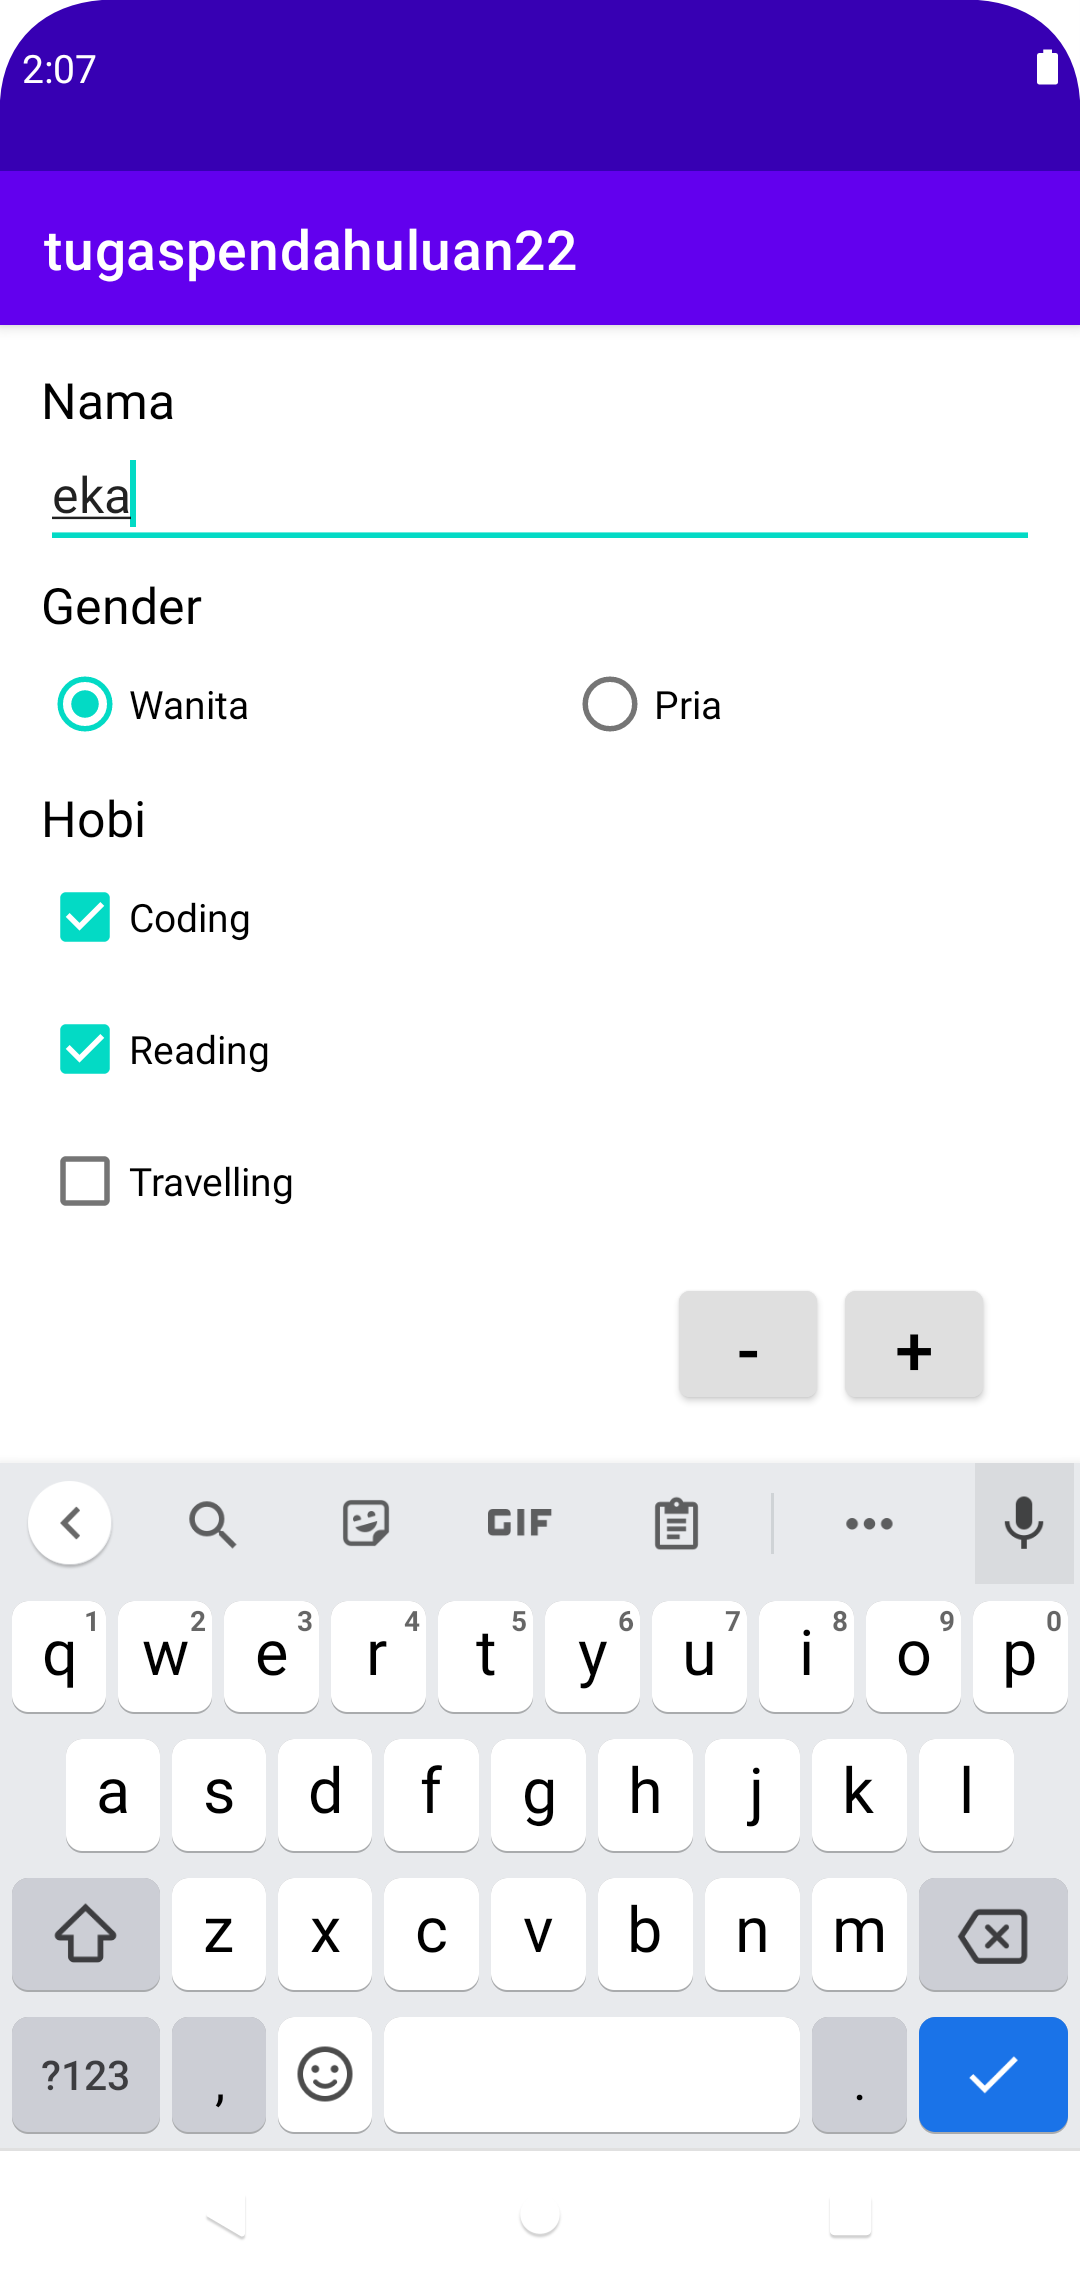 2:07
tugaspendahuluan22
Nama
eka
Gender
Wanita Pria
Hobi
Coding
Reading
Travelling
- +
GIF
q 1 w 2 e 3 r 4 t 5 y 6 u 7 i 8 o 9 p 0
a s d f g h j k l
z x c v b n m
?123 , .